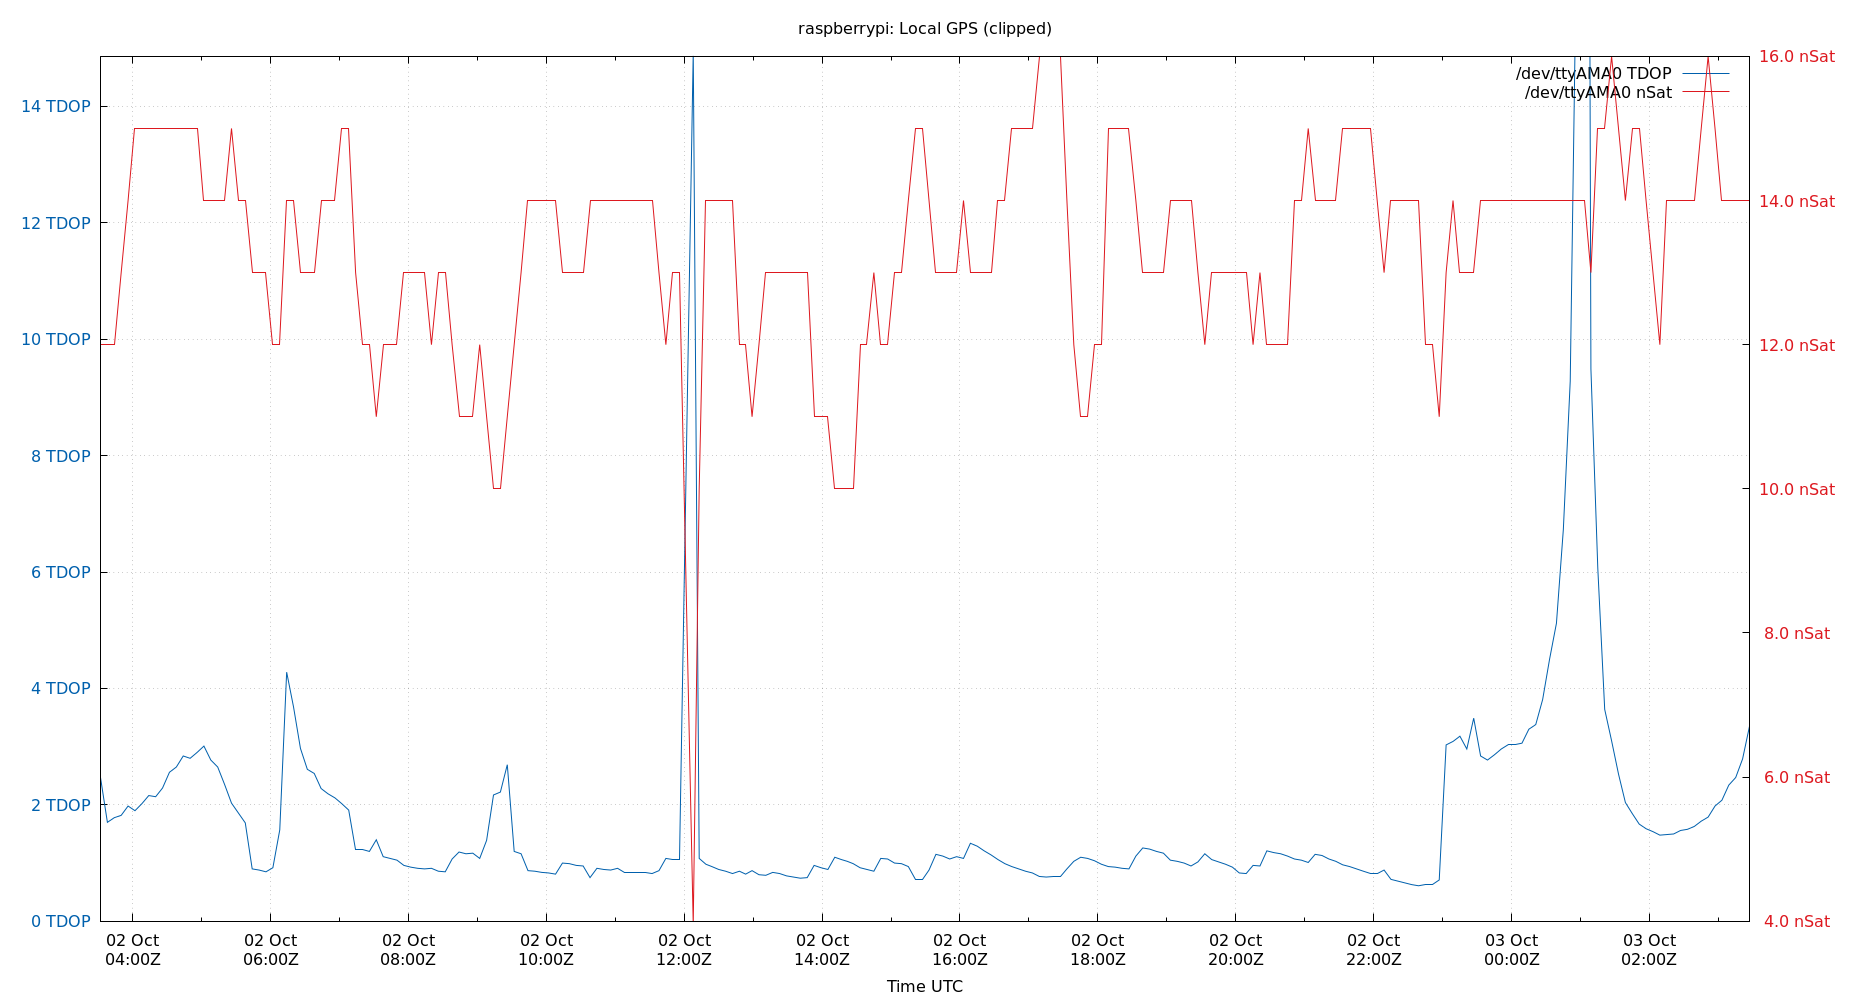 raspberrypi: Local GPS (clipped)
/dev/ttyAMA0 TDOP
/dev/ttyAMA0 nSat
14 TDOP
12 TDOP
10 TDOP
8 TDOP
6 TDOP
4 TDOP
2 TDOP
0 TDOP
16.0 nSat
14.0 nSat
12.0 nSat
10.0 nSat
8.0 nSat
6.0 nSat
4.0 nSat
02 Oct
04:00Z
02 Oct
06:00Z
02 Oct
08:00Z
02 Oct
10:00Z
02 Oct
12:00Z
02 Oct
14:00Z
02 Oct
16:00Z
02 Oct
18:00Z
02 Oct
20:00Z
02 Oct
22:00Z
03 Oct
00:00Z
03 Oct
02:00Z
Time UTC